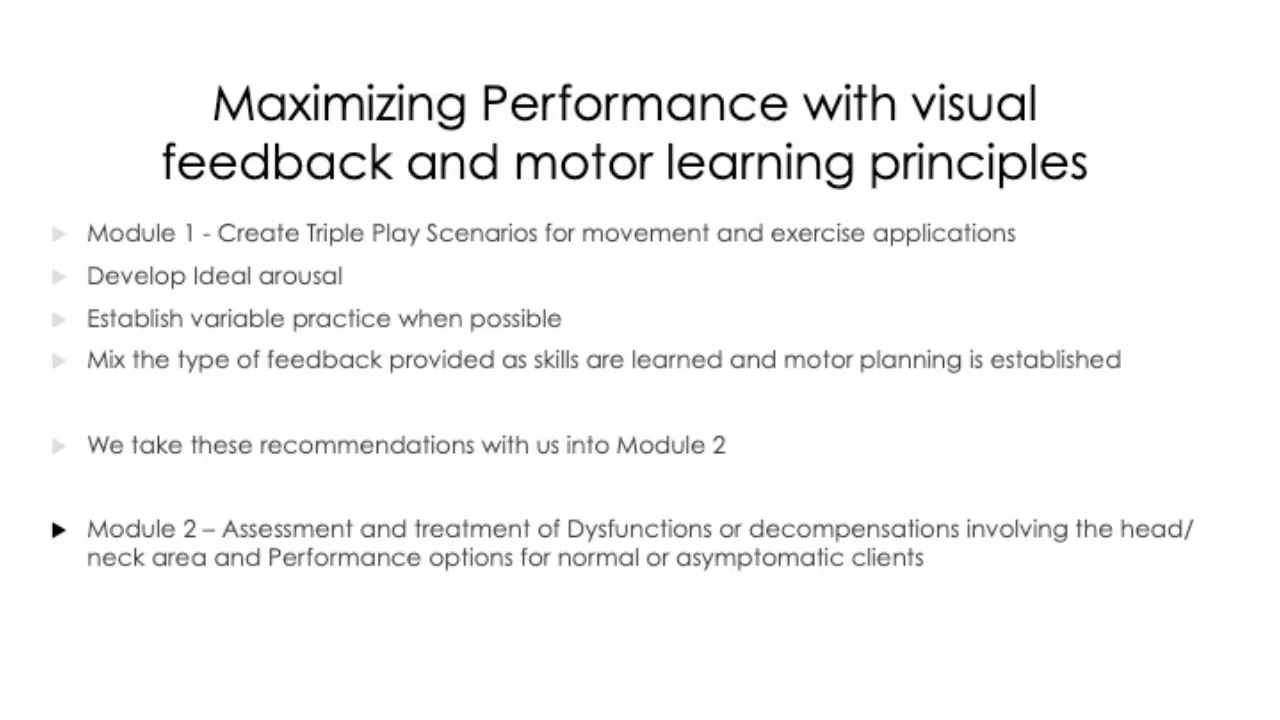 Maximizing Performance with visual
feedback and motor learning principles
Module 1 - Create Triple Play Scenarios for movement and exercise applications
Develop Ideal arousal
Establish variable practice when possible
Mix the type of feedback provided as skills are learned and motor planning is established
We take these recommendations with us into Module 2
Module 2 – Assessment and treatment of Dysfunctions or decompensations involving the head/
neck area and Performance options for normal or asymptomatic clients